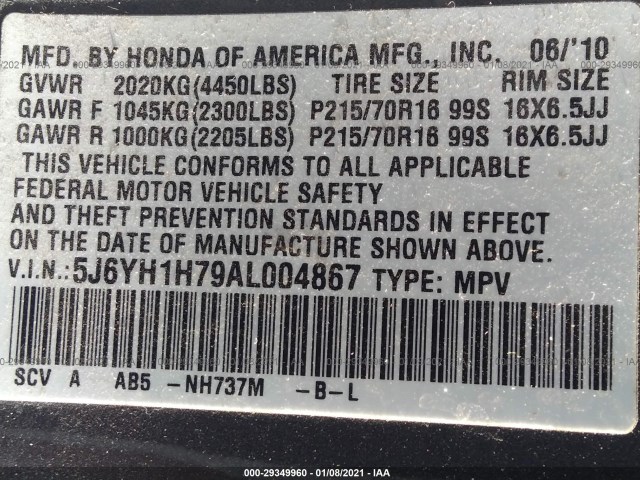 MFD. BY HONDA OF AMERICA MFG., INC. 06/'10
GVWR 2020KG(4450LBS) TIRE SIZE RIM SIZE
GAWR F 1045KG(2300LBS) P215/70R16 99S 16X6.5JJ
GAWR R 1000KG(2205LBS) P215/70R16 99S 16X6.5JJ
THIS VEHICLE CONFORMS TO ALL APPLICABLE
FEDERAL MOTOR VEHICLE SAFETY
AND THEFT PREVENTION STANDARDS IN EFFECT
ON THE DATE OF MANUFACTURE SHOWN ABOVE.
V.I.N.: 5J6YH1H79AL004867 TYPE: MPV
SCV A AB5 -NH737M -B-L
000-29349960 - 01/08/2021 - IAA